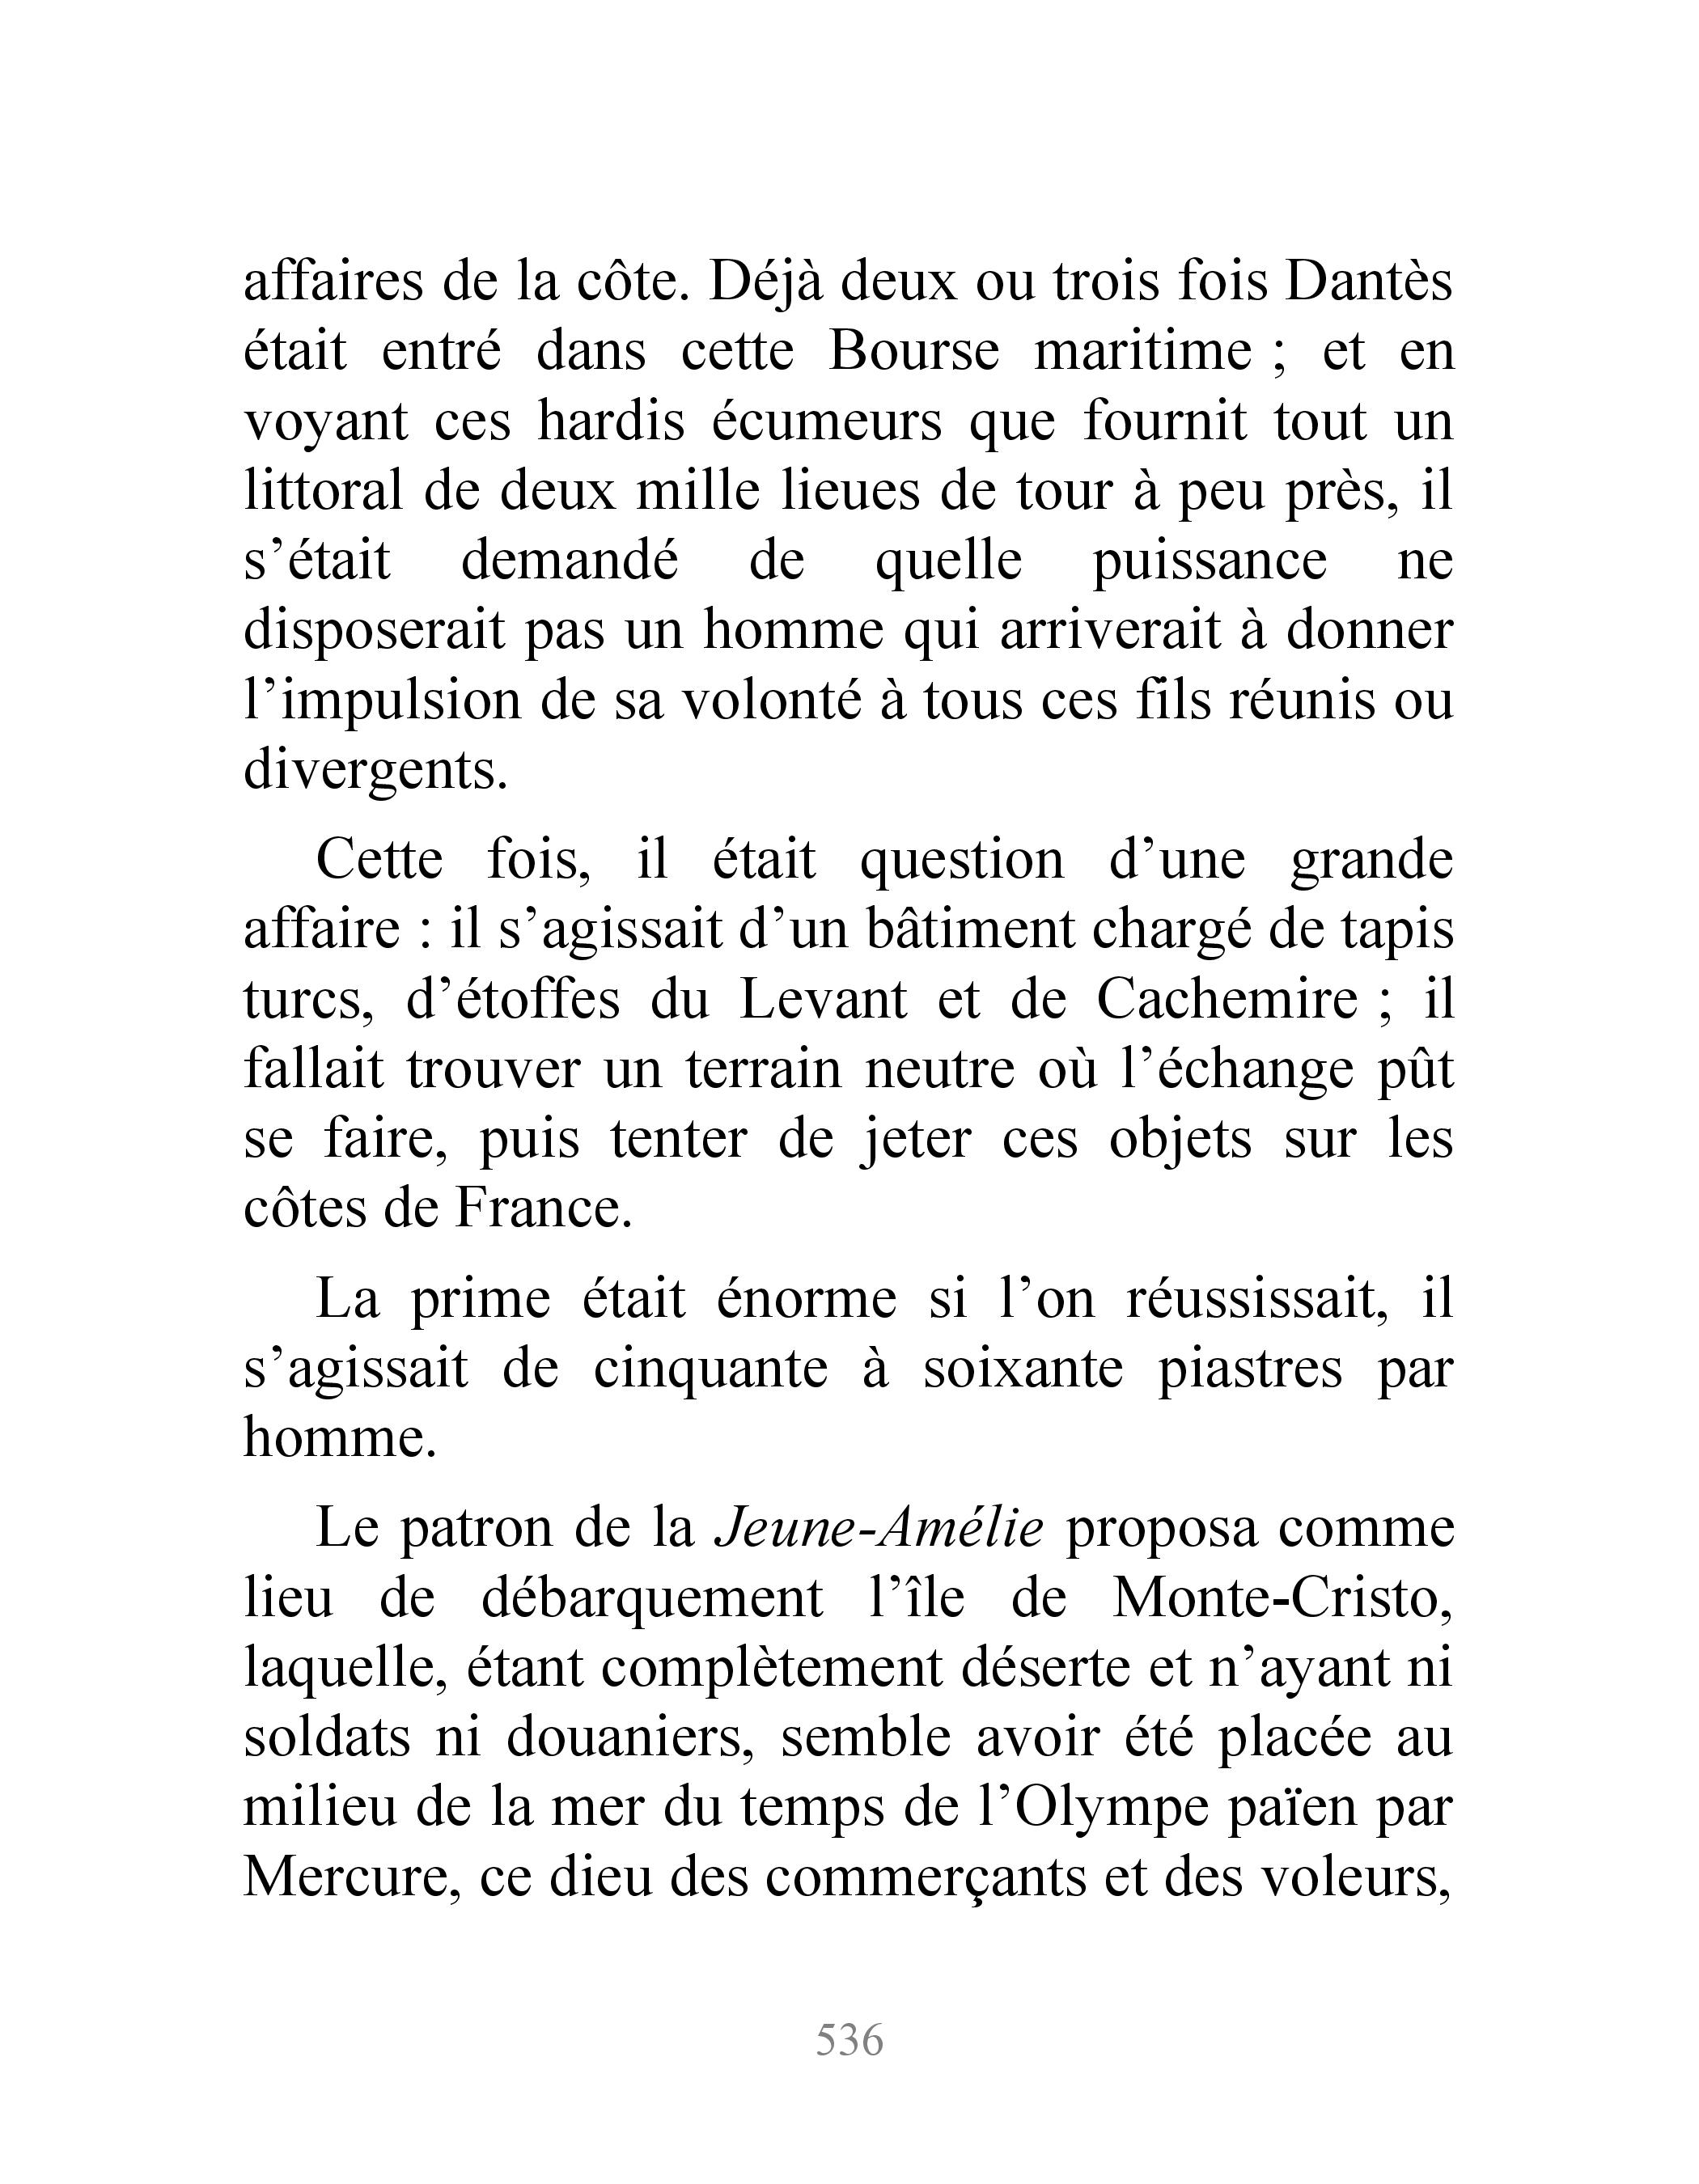 affaires de la côte. Déjà deux ou trois fois Dantès
était entré dans cette Bourse maritime ; et en
voyant ces hardis écumeurs que fournit tout un
littoral de deux mille lieues de tour à peu près, il
s’était demandé de quelle puissance ne
disposerait pas un homme qui arriverait à donner
l’impulsion de sa volonté à tous ces fils réunis ou
divergents.
Cette fois, il était question d’une grande
affaire : il s’agissait d’un bâtiment chargé de tapis
turcs, d’étoffes du Levant et de Cachemire ; il
fallait trouver un terrain neutre où l’échange pût
se faire, puis tenter de jeter ces objets sur les
côtes de France.
La prime était énorme si l’on réussissait, il
s’agissait de cinquante à soixante piastres par
homme.
Le patron de la Jeune-Amélie proposa comme
lieu de débarquement l’île de Monte-Cristo,
laquelle, étant complètement déserte et n’ayant ni
soldats ni douaniers, semble avoir été placée au
milieu de la mer du temps de l’Olympe païen par
Mercure, ce dieu des commerçants et des voleurs,
536